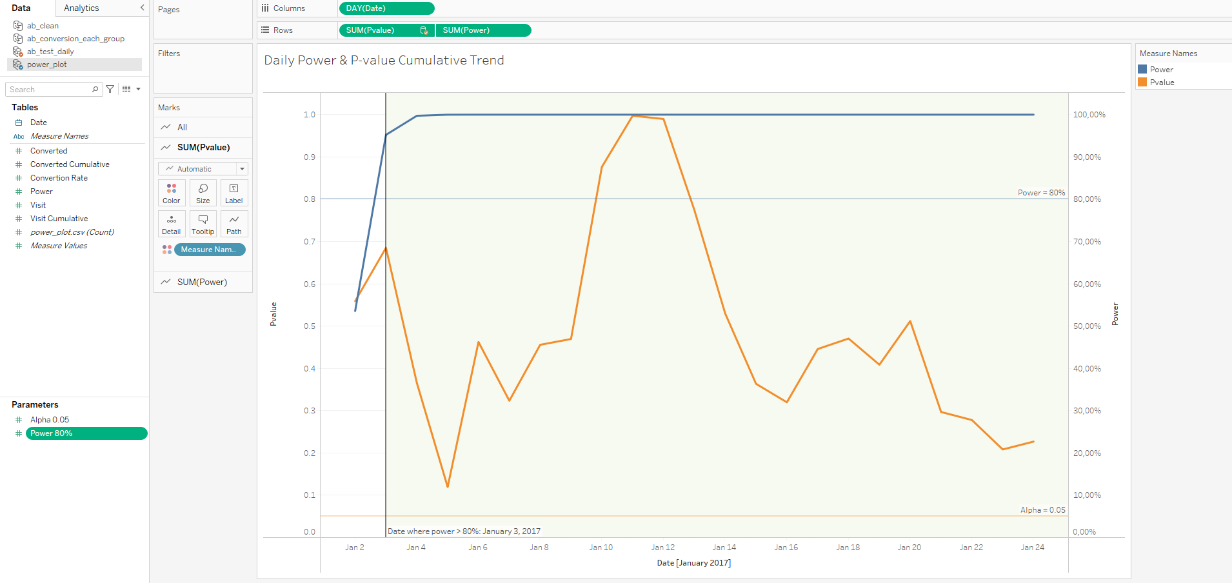 Data
Analytics
ab_clean
ab_conversion_each_group
ab_test_daily
power_plot
Search
Tables
Date
Abc Measure Names
Converted
Converted Cumulative
Convertion Rate
Power
Visit
Visit Cumulative
power_plot.csv (Count)
Measure Values
Parameters
Alpha 0.05
Power 80%
Pages
Filters
Marks
All
SUM(Pvalue)
Automatic
Color Size Label
Detail Tooltip Path
Measure Nam..
SUM(Power)
Columns DAY(Date)
Rows SUM(Pvalue) SUM(Power)
Daily Power & P-value Cumulative Trend
Pvalue
1.0
0.9
0.8
0.7
0.6
0.5
0.4
0.3
0.2
0.1
0.0
Power = 80%
Alpha = 0.05
Date where power > 80%: January 3, 2017
100,00%
90,00%
80,00%
70,00%
60,00%
50,00%
40,00%
30,00%
20,00%
10,00%
0,00%
Power
Jan 2 Jan 4 Jan 6 Jan 8 Jan 10 Jan 12 Jan 14 Jan 16 Jan 18 Jan 20 Jan 22 Jan 24
Date [January 2017]
Measure Names
Power
Pvalue